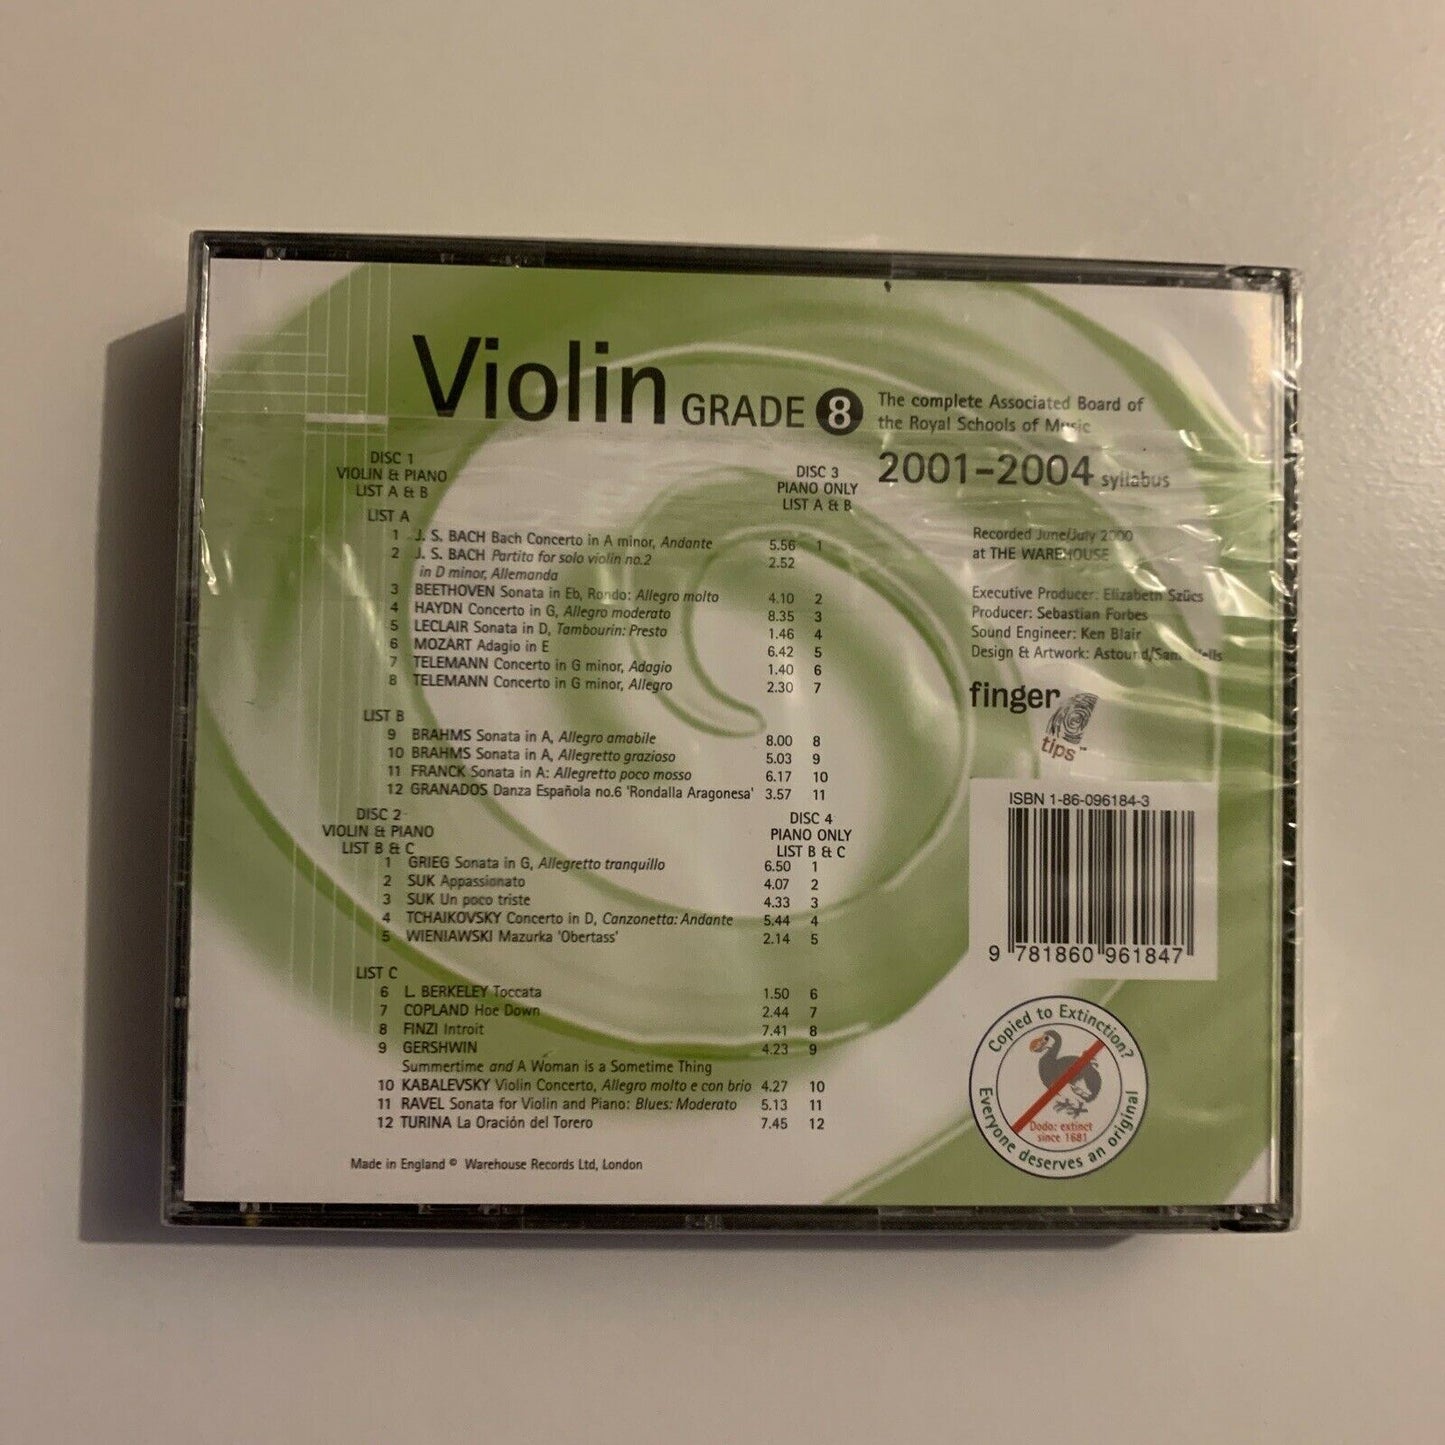 Violin GRADE 8
The complete Associated Board of
the Royal Schools of Music
2001-2004 syllabus
DISC 1
VIOLIN & PIANO
LIST A & B
DISC 3
PIANO ONLY
LIST A & B
LIST A
1 J. S. BACH Bach Concerto in A minor, Andante 5.56 1
2 J. S. BACH Partita for solo violin no.2 2.52
in D minor, Allemanda
3 BEETHOVEN Sonata in Eb, Rondo: Allegro molto 4.10 2
4 HAYDN Concerto in G, Allegro moderato 8.35 3
5 LECLAIR Sonata in D, Tambourin: Presto 1.46 4
6 MOZART Adagio in E 6.42 5
7 TELEMANN Concerto in G minor, Adagio 1.40 6
8 TELEMANN Concerto in G minor, Allegro 2.30 7
LIST B
9 BRAHMS Sonata in A, Allegro amabile 8.00 8
10 BRAHMS Sonata in A, Allegretto grazioso 5.03 9
11 FRANCK Sonata in A: Allegretto poco mosso 6.17 10
12 GRANADOS Danza Española no.6 'Rondalla Aragonesa' 3.57 11
DISC 2
VIOLIN & PIANO
LIST B & C
DISC 4
PIANO ONLY
LIST B & C
1 GRIEG Sonata in G, Allegretto tranquillo 6.50 1
2 SUK Appassionato 4.07 2
3 SUK Un poco triste 4.33 3
4 TCHAIKOVSKY Concerto in D, Canzonetta: Andante 5.44 4
5 WIENIAWSKI Mazurka 'Obertass' 2.14 5
LIST C
6 L. BERKELEY Toccata 1.50 6
7 COPLAND Hoe Down 2.44 7
8 FINZI Introit 7.41 8
9 GERSHWIN 4.23 9
Summertime and A Woman is a Sometime Thing
10 KABALEVSKY Violin Concerto, Allegro molto e con brio 4.27 10
11 RAVEL Sonata for Violin and Piano: Blues: Moderato 5.13 11
12 TURINA La Oración del Torero 7.45 12
Made in England © Warehouse Records Ltd, London
Recorded June/July 2000
at THE WAREHOUSE
Executive Producer: Elizabeth Szücs
Producer: Sebastian Forbes
Sound Engineer: Ken Blair
Design & Artwork: Astound/Sam Wells
finger
tips™
ISBN 1-86-096184-3
9 781860 961847
Copied to Extinction?
Dodo: extinct
since 1681
Everyone deserves an original